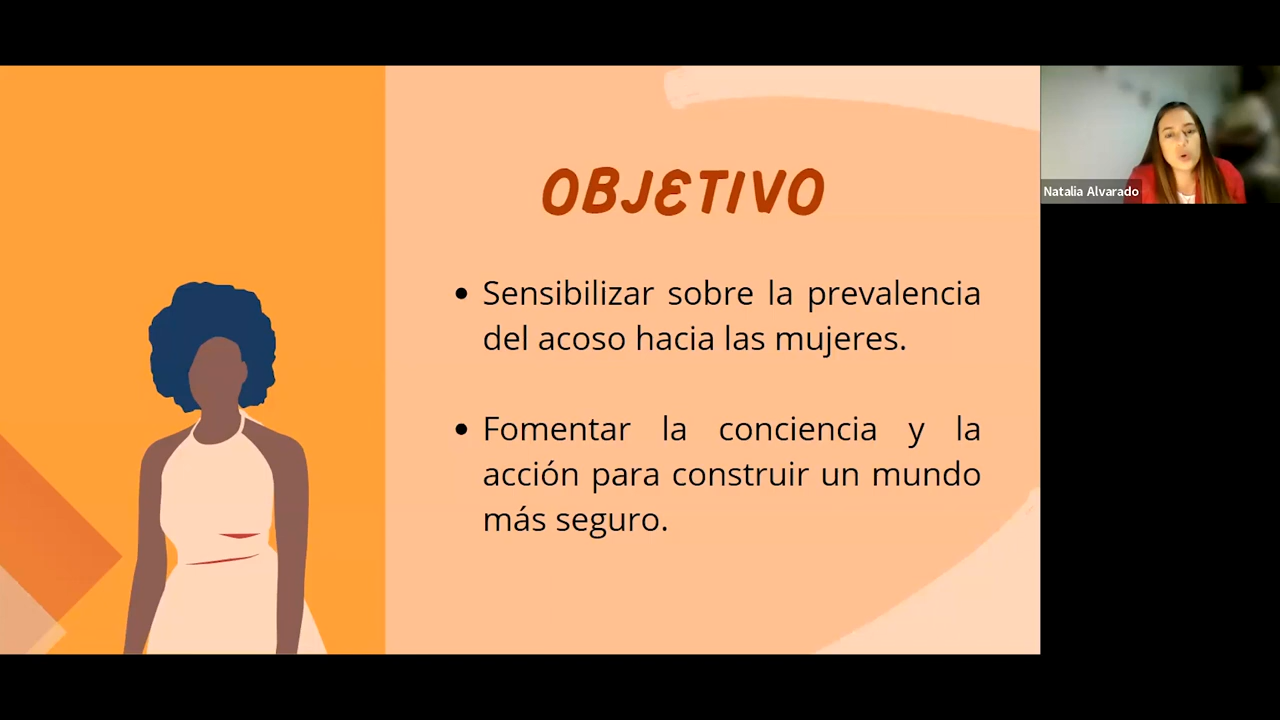 OBJETIVO
• Sensibilizar sobre la prevalencia
del acoso hacia las mujeres.
• Fomentar la conciencia y la
acción para construir un mundo
más seguro.
Natalia Alvarado